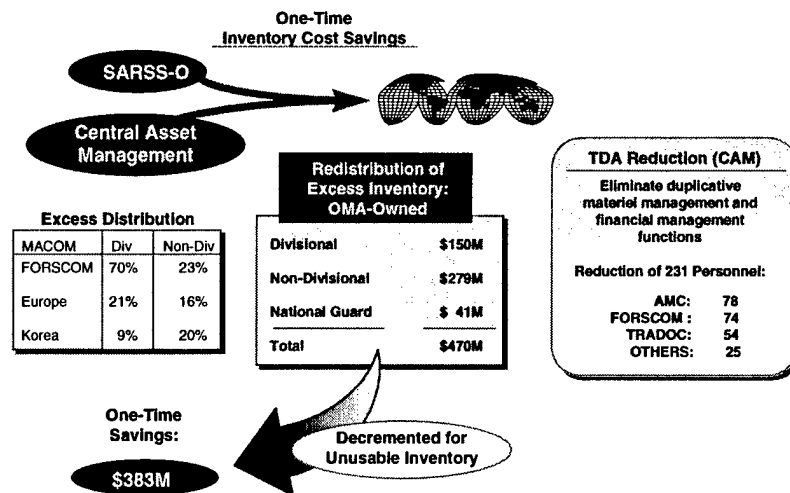 One-Time
Inventory Cost Savings
SARSS-O
Central Asset
Management
Excess Distribution
MACOM Div Non-Div
FORSCOM 70% 23%
Europe 21% 16%
Korea 9% 20%
Redistribution of
Excess Inventory:
OMA-Owned
Divisional $150M
Non-Divisional $279M
National Guard $ 41M
Total $470M
TDA Reduction (CAM)
Eliminate duplicative
materiel management and
financial management
functions
Reduction of 231 Personnel:
AMC: 78
FORSCOM : 74
TRADOC: 54
OTHERS: 25
One-Time
Savings:
$383M
Decremented for
Unusable Inventory